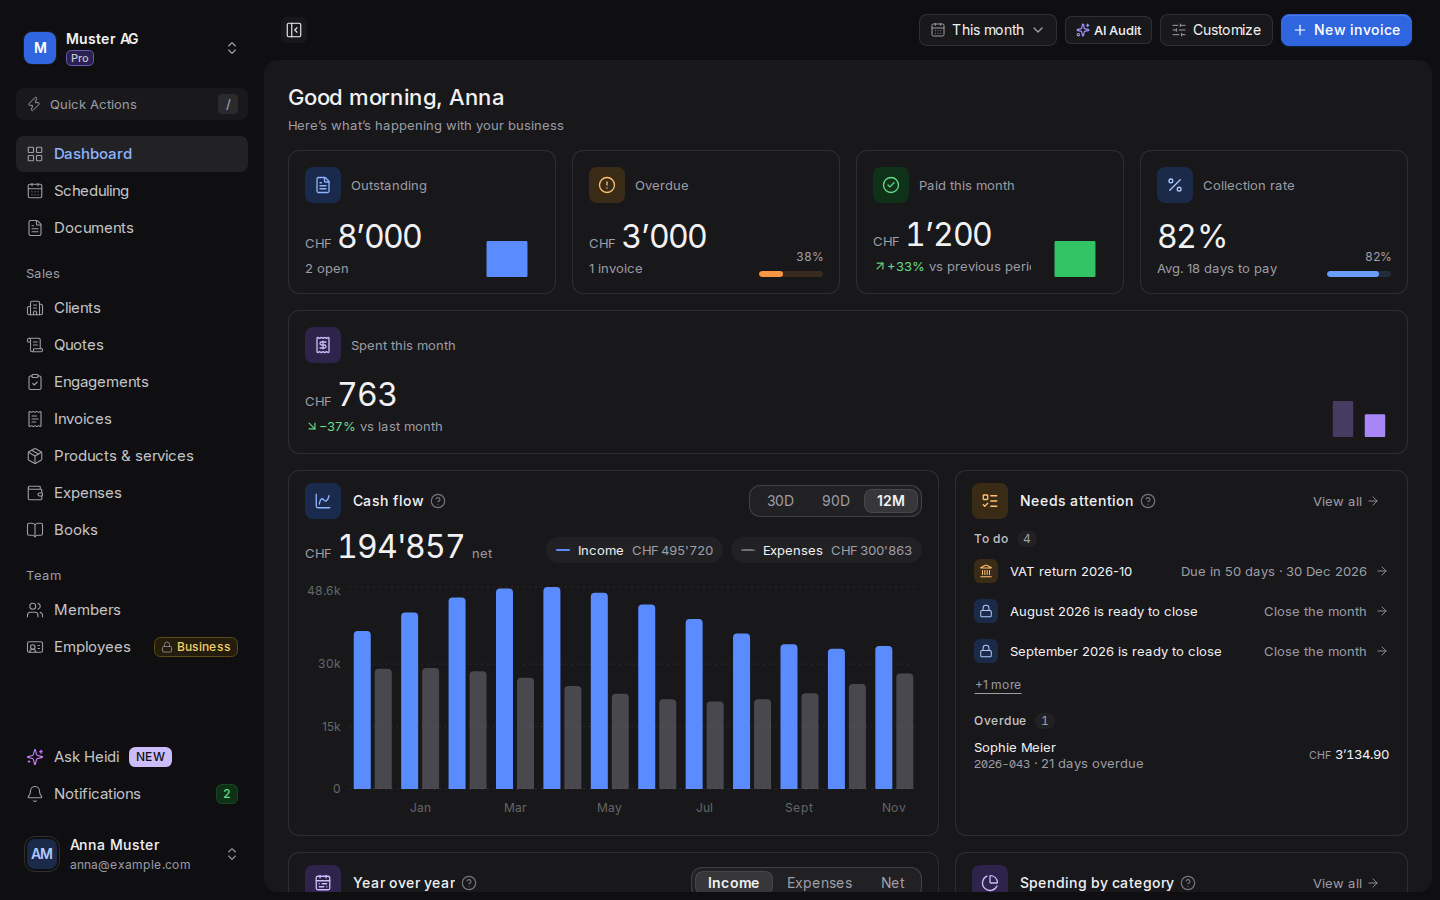 M
Muster AG
Pro
Quick Actions
/
Dashboard
Scheduling
Documents
Sales
Clients
Quotes
Engagements
Invoices
Products & services
Expenses
Books
Team
Members
Employees
Business
Ask Heidi
NEW
Notifications
2
AM
Anna Muster
anna@example.com
This month
AI Audit
Customize
New invoice
Good morning, Anna
Here’s what’s happening with your business
Outstanding
CHF 8’000
2 open
Overdue
CHF 3’000
1 invoice
38%
Paid this month
CHF 1’200
+33% vs previous peri
Collection rate
82%
Avg. 18 days to pay
82%
Spent this month
CHF 763
−37% vs last month
Cash flow
30D 90D 12M
CHF 194'857 net
Income CHF 495'720
Expenses CHF 300'863
48.6k
30k
15k
0
Jan Mar May Jul Sept Nov
Needs attention
View all
To do 4
VAT return 2026-10
Due in 50 days · 30 Dec 2026
August 2026 is ready to close
Close the month
September 2026 is ready to close
Close the month
+1 more
Overdue 1
Sophie Meier
2026-043 · 21 days overdue
CHF 3’134.90
Year over year
Income Expenses Net
Spending by category
View all